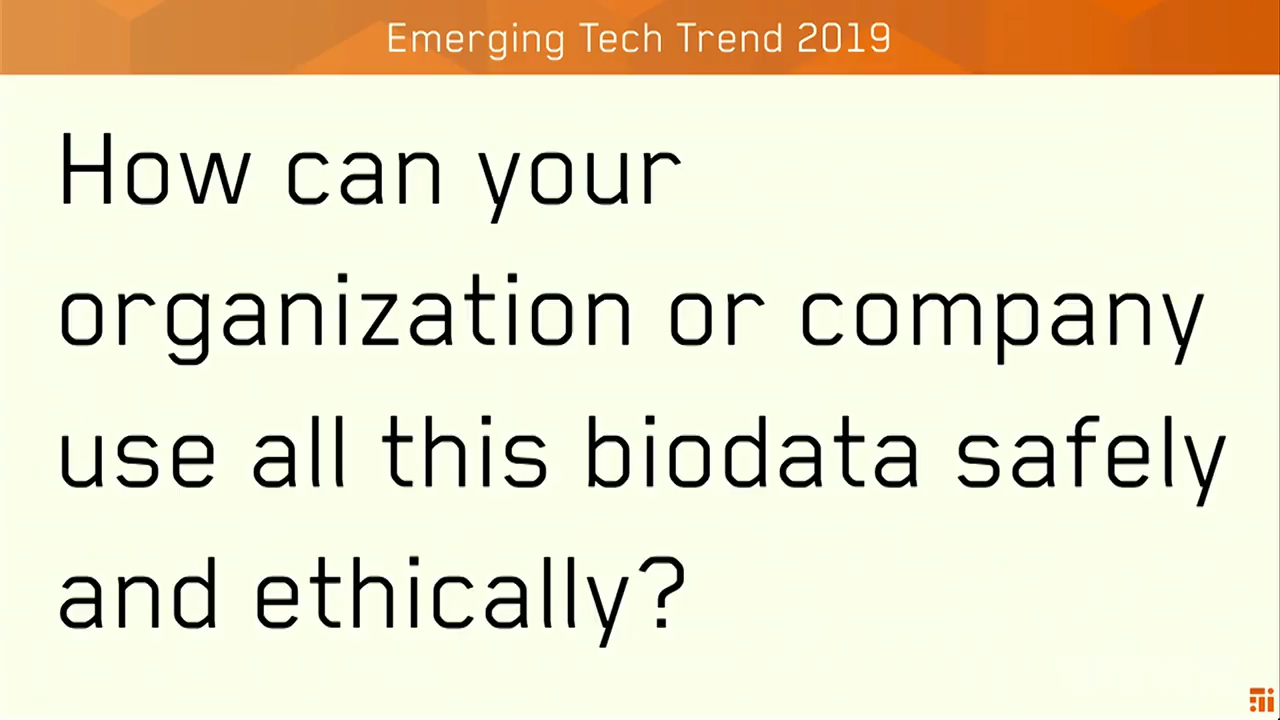 Emerging Tech Trend 2019
How can your
organization or company
use all this biodata safely
and ethically?